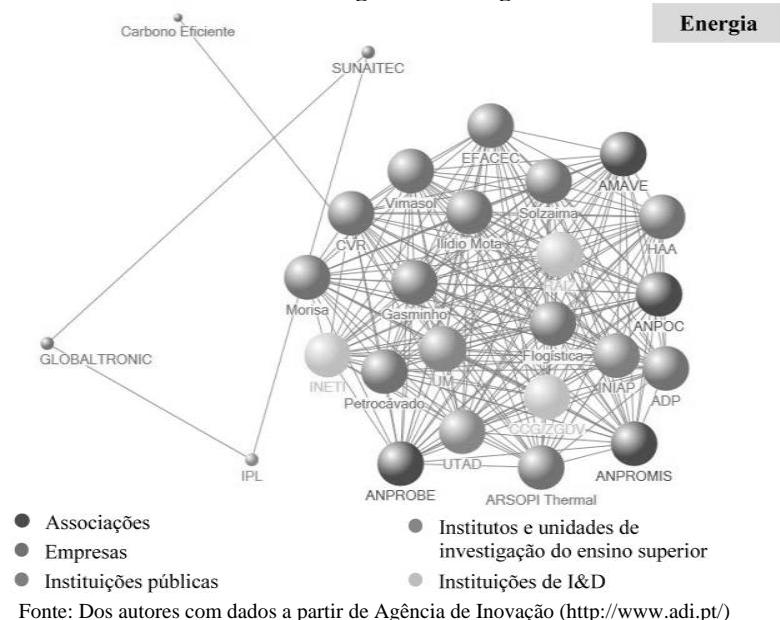 Energia
Carbono Eficiente
SUNAITEC
EFACEC
AMAVE
Vimasol
Solzaima
CVR
Ilídio Mota
HAA
Morisa
Gasminho
ANPOC
GLOBALTRONIC
Flogística
INETI
UM
INIAP
ADP
Petrocávado
CCG/ZGDV
IPL
UTAD
ANPROMIS
ANPROBE
ARSOPI Thermal
Associações
Empresas
Instituições públicas
Institutos e unidades de
investigação do ensino superior
Instituições de I&D
Fonte: Dos autores com dados a partir de Agência de Inovação (http://www.adi.pt/)